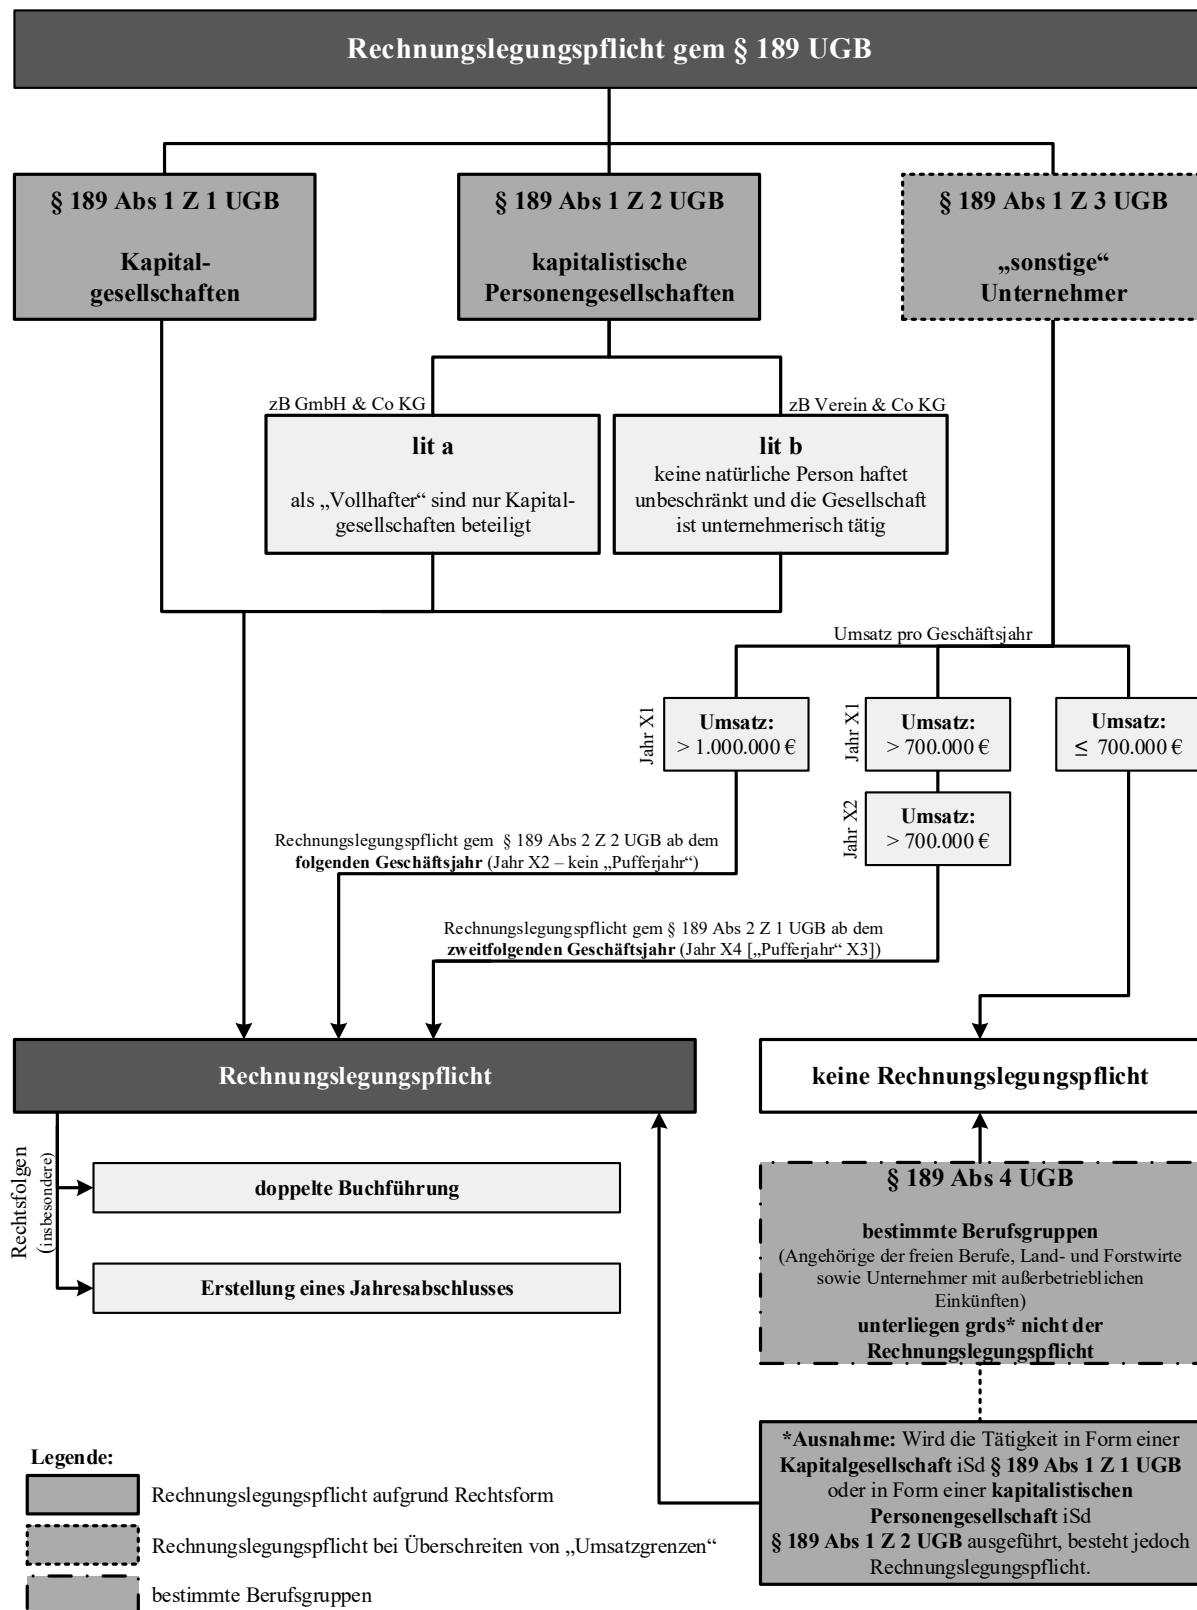 Rechnungslegungspflicht gem § 189 UGB
§ 189 Abs 1 Z 1 UGB
Kapital-
gesellschaften
§ 189 Abs 1 Z 2 UGB
kapitalistische
Personengesellschaften
§ 189 Abs 1 Z 3 UGB
„sonstige“
Unternehmer
zB GmbH & Co KG
lit a
als „Vollhafter“ sind nur Kapital-
gesellschaften beteiligt
zB Verein & Co KG
lit b
keine natürliche Person haftet
unbeschränkt und die Gesellschaft
ist unternehmerisch tätig
Umsatz pro Geschäftsjahr
Jahr X1
Umsatz:
> 1.000.000 €
Jahr X1
Umsatz:
> 700.000 €
Umsatz:
≤ 700.000 €
Jahr X2
Umsatz:
> 700.000 €
Rechnungslegungspflicht gem § 189 Abs 2 Z 2 UGB ab dem
folgenden Geschäftsjahr (Jahr X2 – kein „Pufferjahr“)
Rechnungslegungspflicht gem § 189 Abs 2 Z 1 UGB ab dem
zweitfolgenden Geschäftsjahr (Jahr X4 [„Pufferjahr“ X3])
Rechnungslegungspflicht
keine Rechnungslegungspflicht
Rechtsfolgen
(insbesondere)
doppelte Buchführung
Erstellung eines Jahresabschlusses
§ 189 Abs 4 UGB
bestimmte Berufsgruppen
(Angehörige der freien Berufe, Land- und Forstwirte
sowie Unternehmer mit außerbetrieblichen
Einkünften)
unterliegen grds* nicht der
Rechnungslegungspflicht
*Ausnahme: Wird die Tätigkeit in Form einer
Kapitalgesellschaft iSd § 189 Abs 1 Z 1 UGB
oder in Form einer kapitalistischen
Personengesellschaft iSd
§ 189 Abs 1 Z 2 UGB ausgeführt, besteht jedoch
Rechnungslegungspflicht.
Legende:
Rechnungslegungspflicht aufgrund Rechtsform
Rechnungslegungspflicht bei Überschreiten von „Umsatzgrenzen“
bestimmte Berufsgruppen